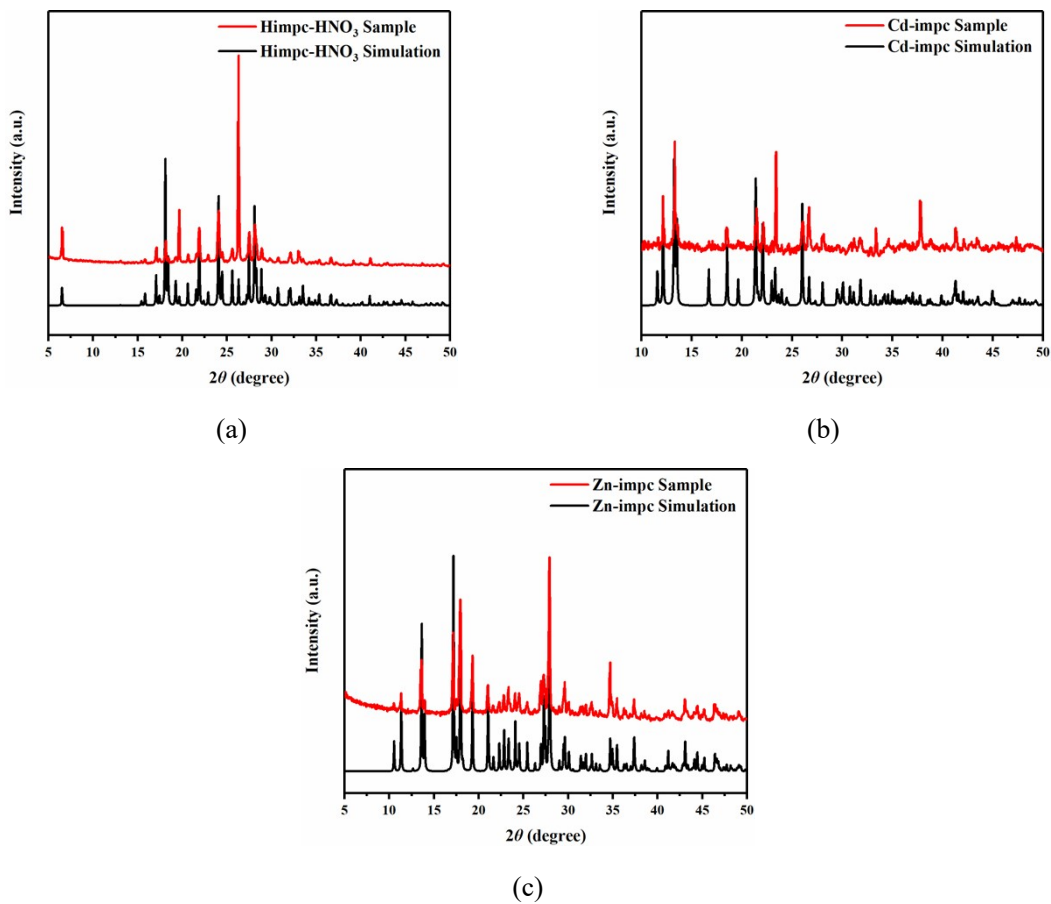 Himpc-HNO₃ Sample
Himpc-HNO₃ Simulation
Intensity (a.u.)
5 10 15 20 25 30 35 40 45 50
2θ (degree)
(a)
Cd-impc Sample
Cd-impc Simulation
Intensity (a.u.)
10 15 20 25 30 35 40 45 50
2θ (degree)
(b)
Zn-impc Sample
Zn-impc Simulation
Intensity (a.u.)
5 10 15 20 25 30 35 40 45 50
2θ (degree)
(c)